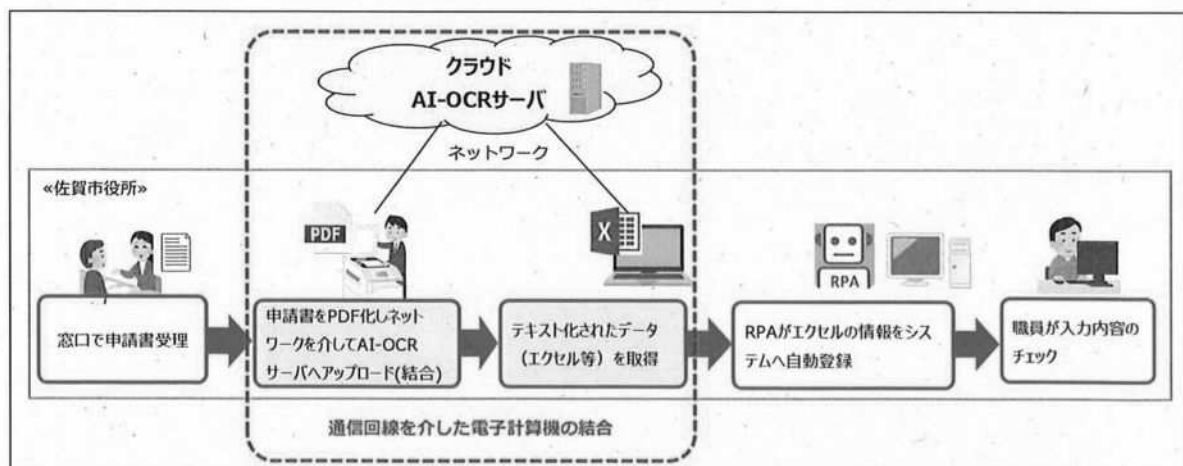 クラウド
AI-OCRサーバ
ネットワーク
≪佐賀市役所≫
PDF
X
RPA
窓口で申請書受理
申請書をPDF化しネット
ワークを介してAI-OCR
サーバへアップロード(結合)
テキスト化されたデータ
（エクセル等）を取得
RPAがエクセルの情報をシス
テムへ自動登録
職員が入力内容の
チェック
通信回線を介した電子計算機の結合